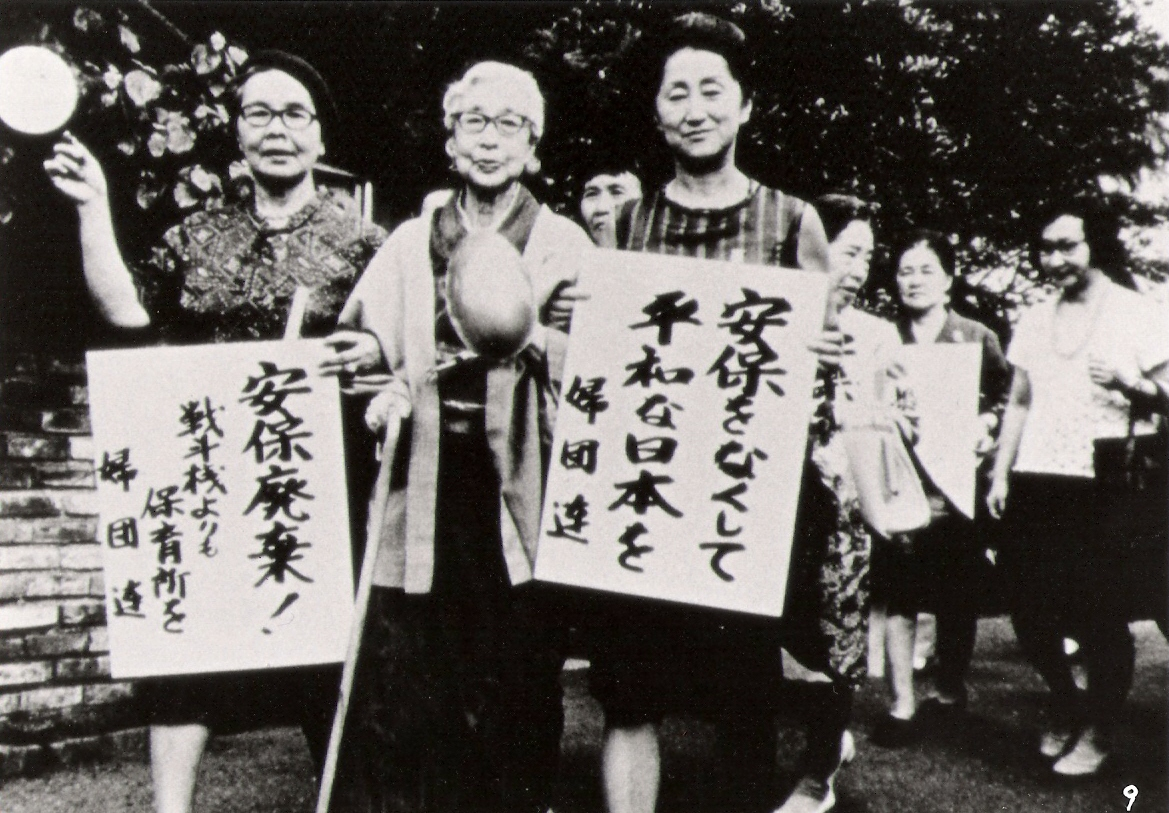 安保廃棄！
戦斗機よりも
保育所を
婦団連
安保をなくして
平和な日本を
婦団連
9